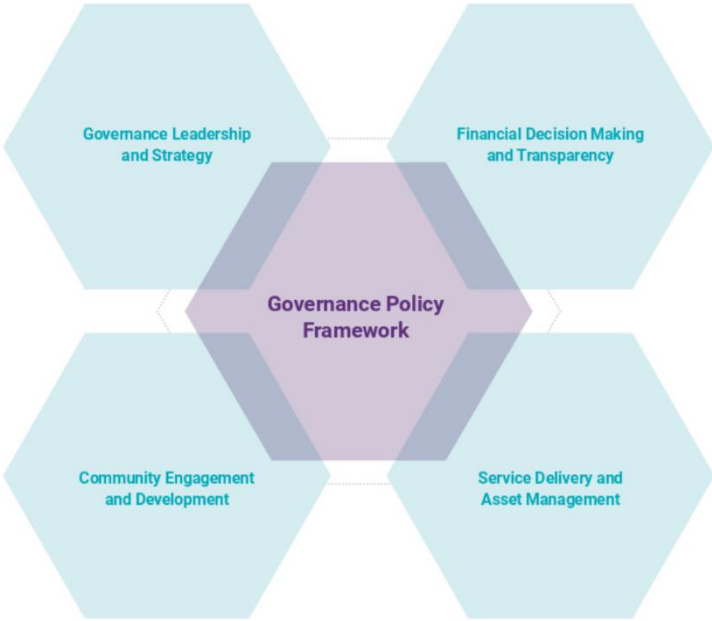 Governance Leadership
and Strategy
Financial Decision Making
and Transparency
Governance Policy
Framework
Community Engagement
and Development
Service Delivery and
Asset Management